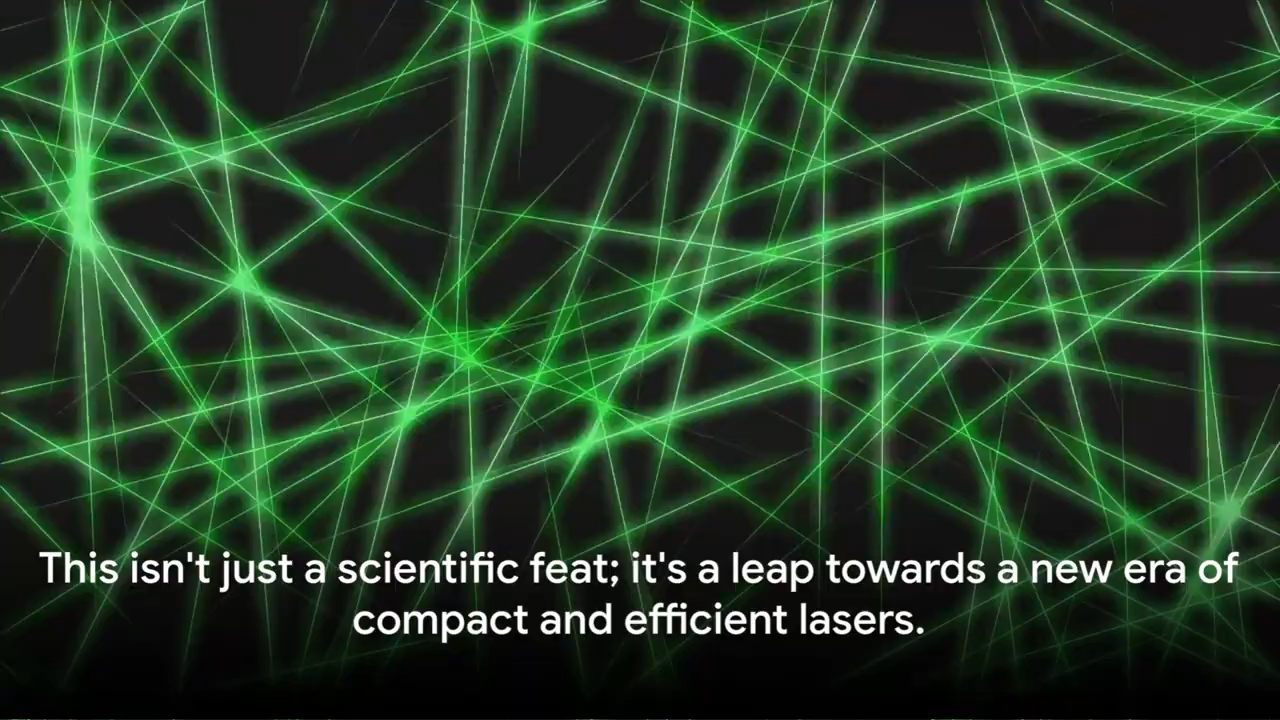 This isn't just a scientific feat; it's a leap towards a new era of
compact and efficient lasers.